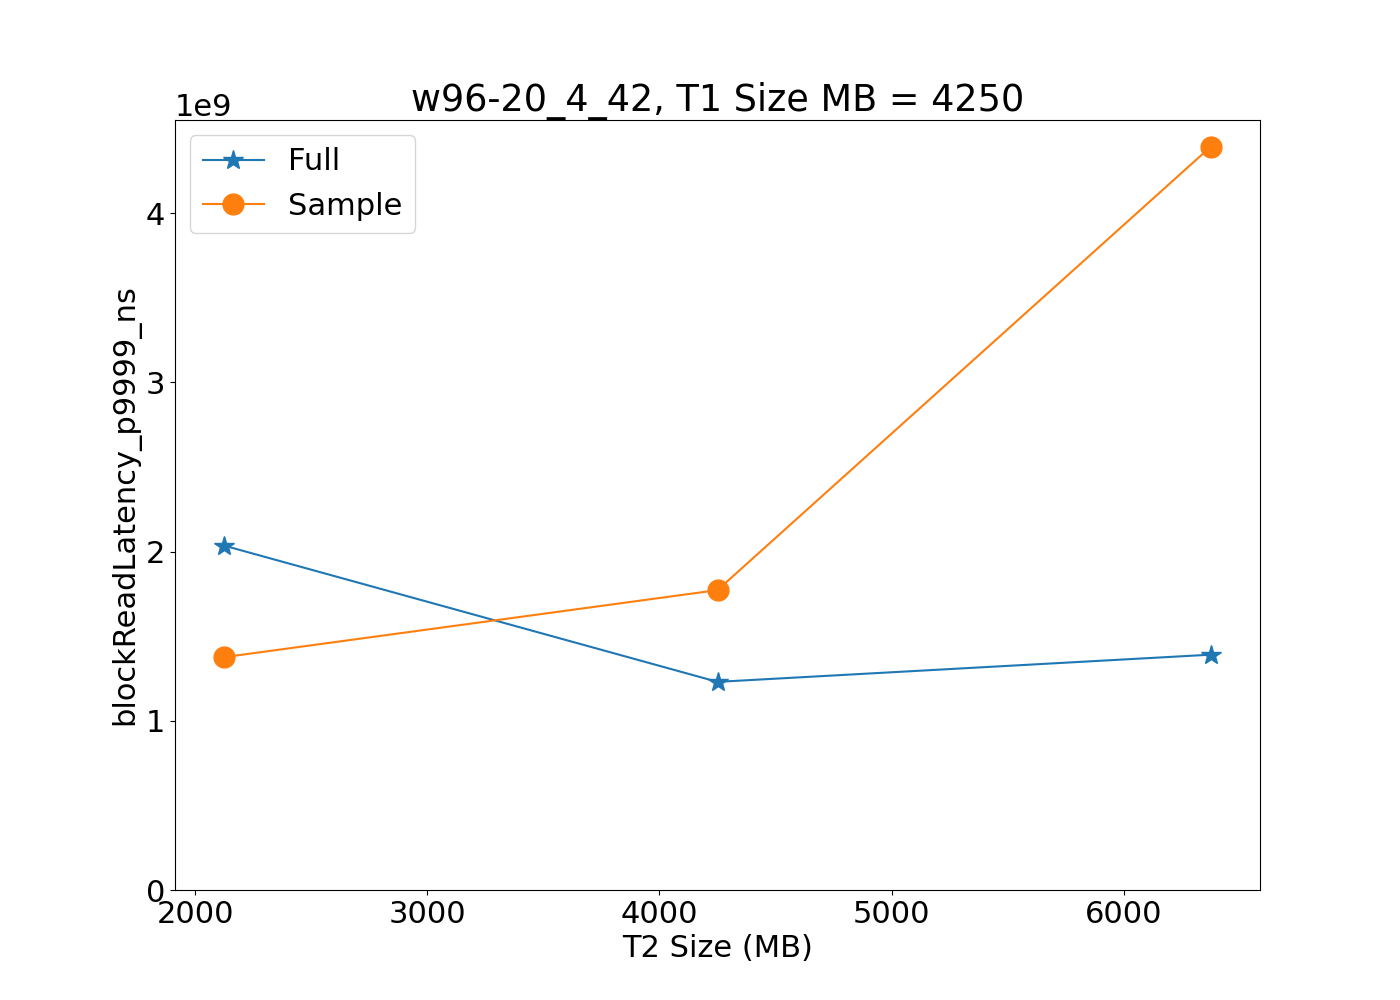 w96-20_4_42, T1 Size MB = 4250
1e9
Full
Sample
4
3
2
1
0
blockReadLatency_p9999_ns
2000 3000 4000 5000 6000
T2 Size (MB)